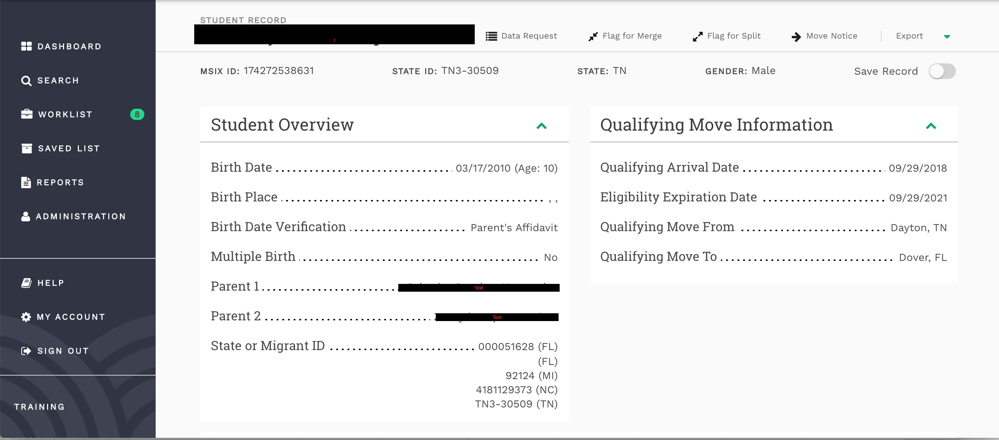 STUDENT RECORD
t
Data Request
Flag for Merge
Flag for Split
Move Notice
Export
DASHBOARD
SEARCH
WORKLIST 8
SAVED LIST
REPORTS
ADMINISTRATION
HELP
MY ACCOUNT
SIGN OUT
TRAINING
MSIX ID: 174272538631
STATE ID: TN3-30509
STATE: TN
GENDER: Male
Save Record
Student Overview
Birth Date 03/17/2010 (Age: 10)
Birth Place , ,
Birth Date Verification Parent's Affidavit
Multiple Birth No
Parent 1 Text
Parent 2 Text
State or Migrant ID 000051628 (FL)
(FL)
92124 (MI)
4181129373 (NC)
TN3-30509 (TN)
Qualifying Move Information
Qualifying Arrival Date 09/29/2018
Eligibility Expiration Date 09/29/2021
Qualifying Move From Dayton, TN
Qualifying Move To Dover, FL